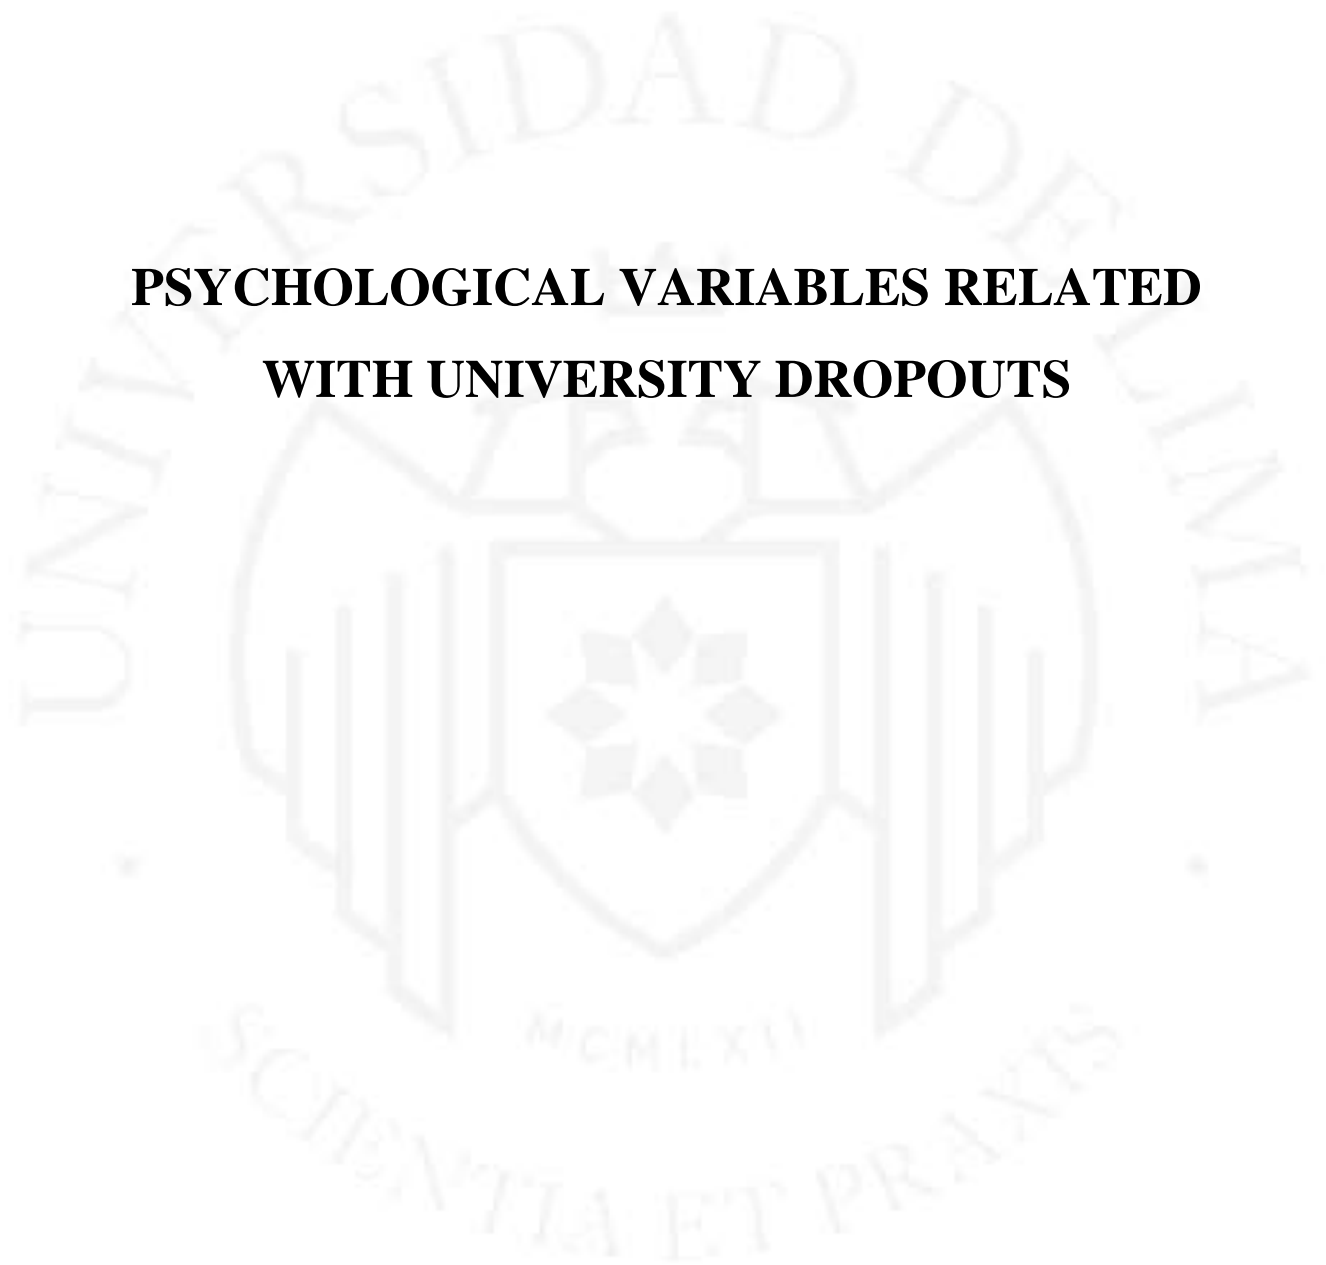 UNIVERSIDAD DE LIMA
PSYCHOLOGICAL VARIABLES RELATED
WITH UNIVERSITY DROPOUTS
MCMLXII
SCIENTIA ET PRAXIS